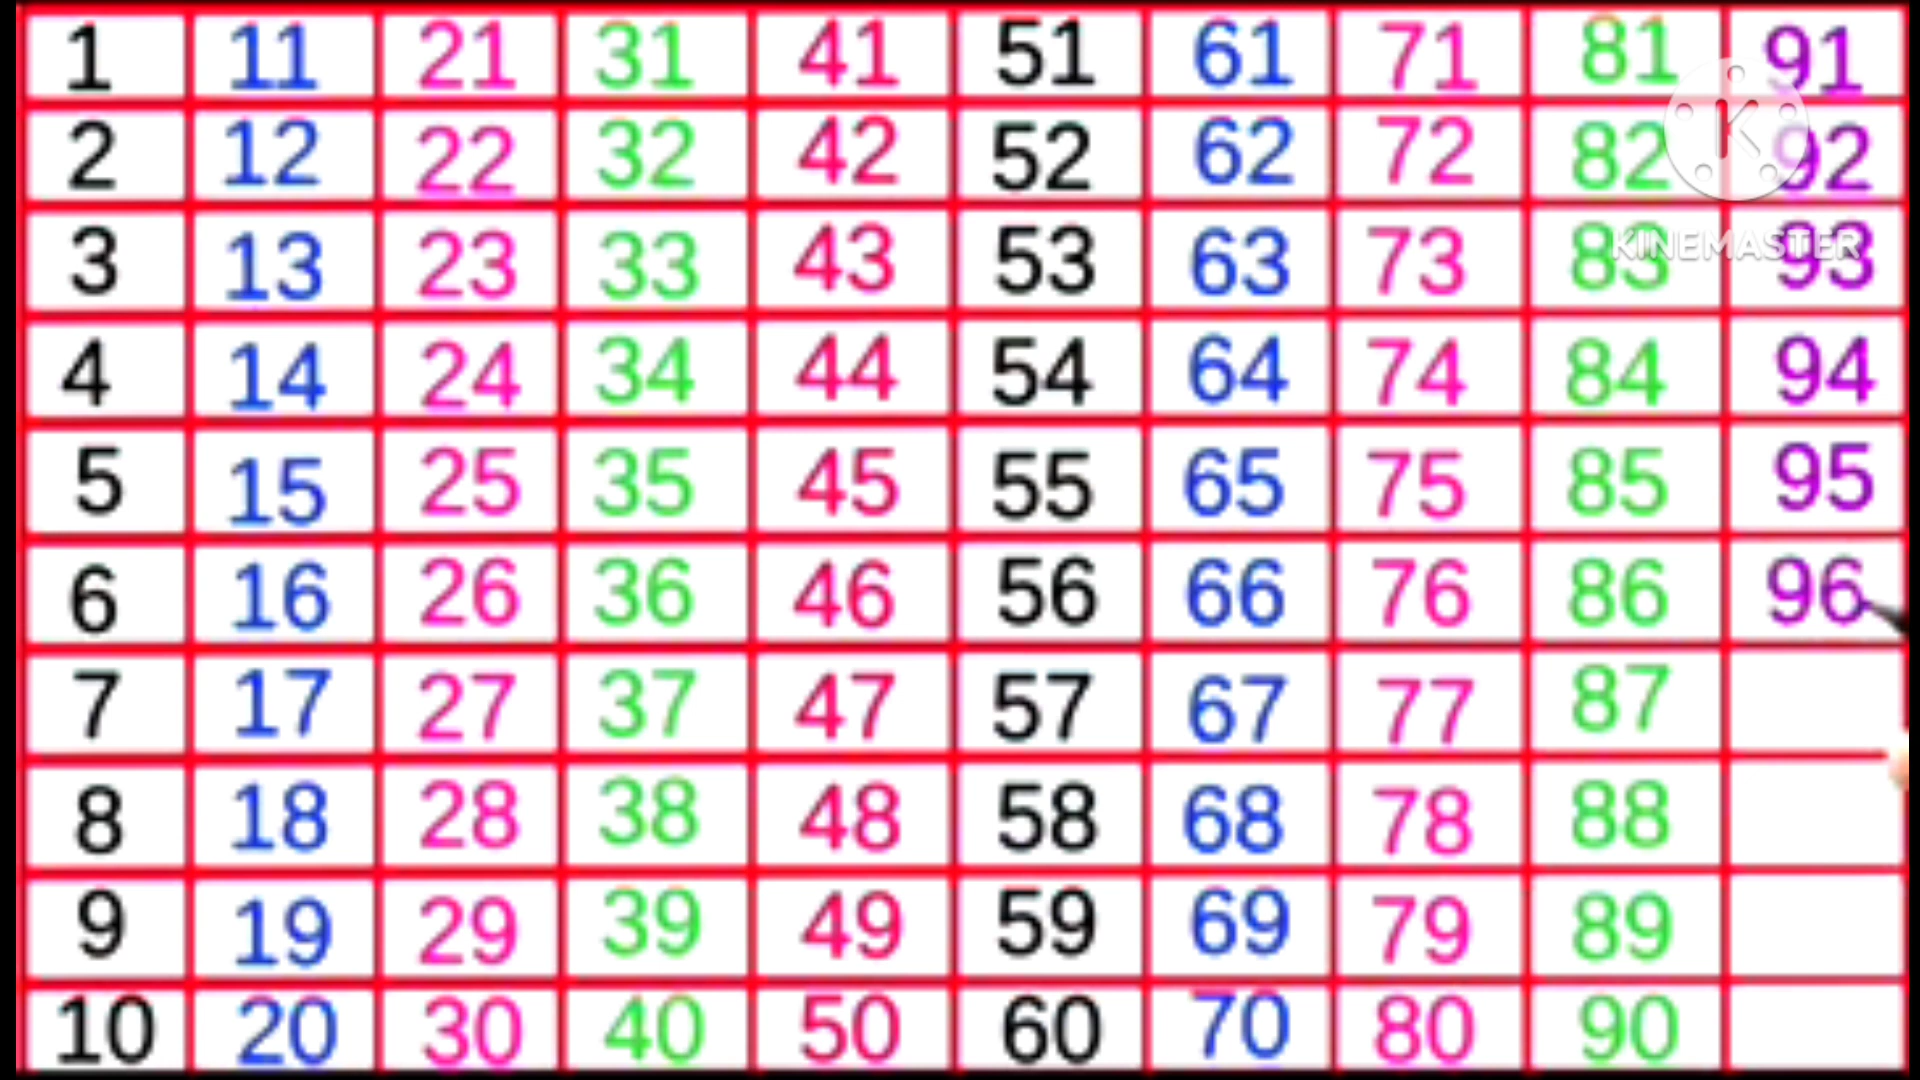 1 11 21 31 41 51 61 71 81 91
2 12 22 32 42 52 62 72 82 92
K
3 13 23 33 43 53 63 73 83 93
KINEMASTER
4 14 24 34 44 54 64 74 84 94
5 15 25 35 45 55 65 75 85 95
6 16 26 36 46 56 66 76 86 96
7 17 27 37 47 57 67 77 87
8 18 28 38 48 58 68 78 88
9 19 29 39 49 59 69 79 89
10 20 30 40 50 60 70 80 90